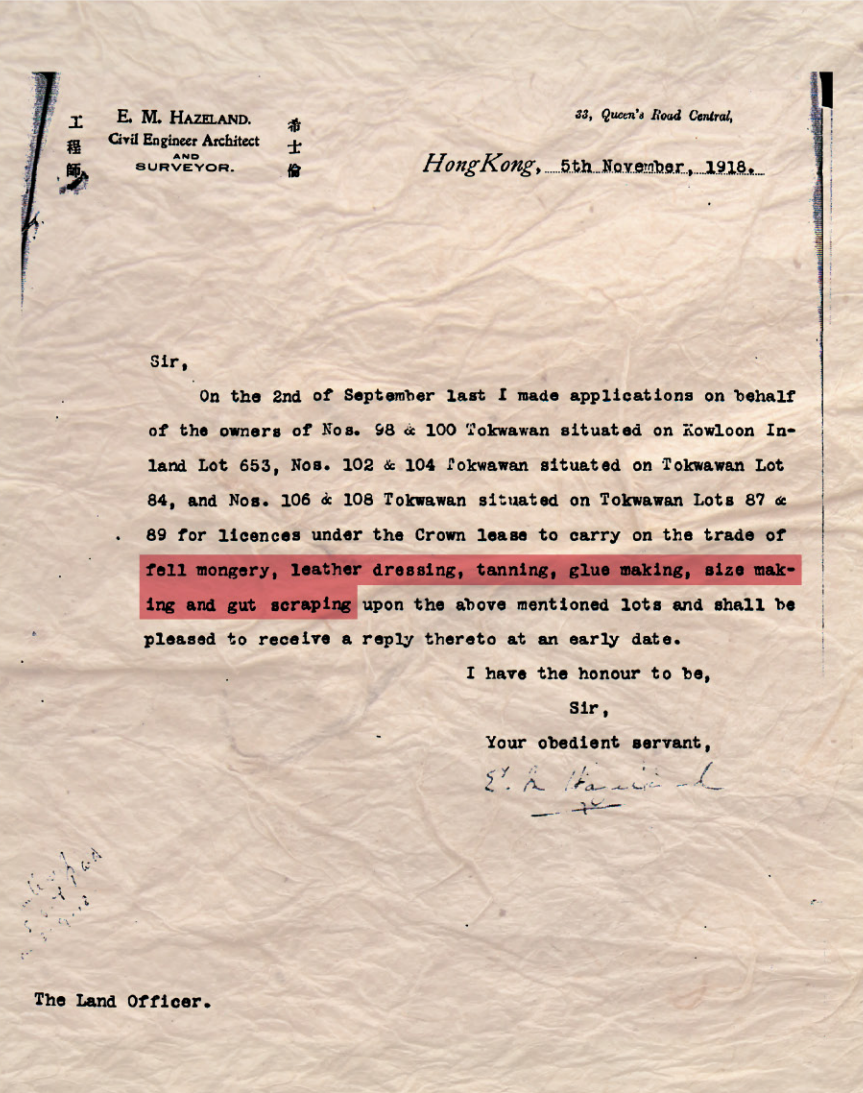 工程師
E. M. HAZELAND.
Civil Engineer Architect
AND
SURVEYOR.
希士倫
33, Queen's Road Central,
Hong Kong, 5th November, 1918.
Sir,
On the 2nd of September last I made applications on behalf
of the owners of Nos. 98 & 100 Tokwawan situated on Kowloon In-
land Lot 653, Nos. 102 & 104 Tokwawan situated on Tokwawan Lot
84, and Nos. 106 & 108 Tokwawan situated on Tokwawan Lots 87 &
89 for licences under the Crown lease to carry on the trade of
fell mongery, leather dressing, tanning, glue making, size mak-
ing and gut scraping upon the above mentioned lots and shall be
pleased to receive a reply thereto at an early date.
I have the honour to be,
Sir,
Your obedient servant,
The Land Officer.